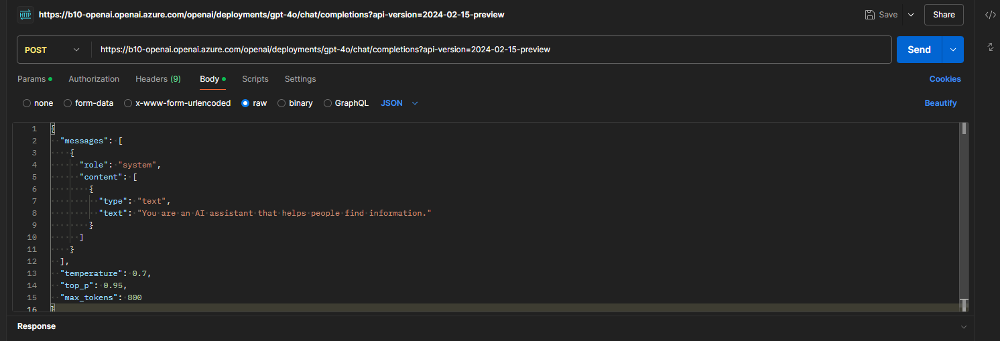 HTTP https://b10-openai.openai.azure.com/openai/deployments/gpt-4o/chat/completions?api-version=2024-02-15-preview Save Share </>
POST https://b10-openai.openai.azure.com/openai/deployments/gpt-4o/chat/completions?api-version=2024-02-15-preview Send
Params Authorization Headers (9) Body Scripts Settings Cookies
none form-data x-www-form-urlencoded raw binary GraphQL JSON Beautify
1 {
2 "messages": [
3 {
4 "role": "system",
5 "content": [
6 {
7 "type": "text",
8 "text": "You are an AI assistant that helps people find information."
9 }
10 ]
11 }
12 ],
13 "temperature": 0.7,
14 "top_p": 0.95,
15 "max_tokens": 800
16 }
Response